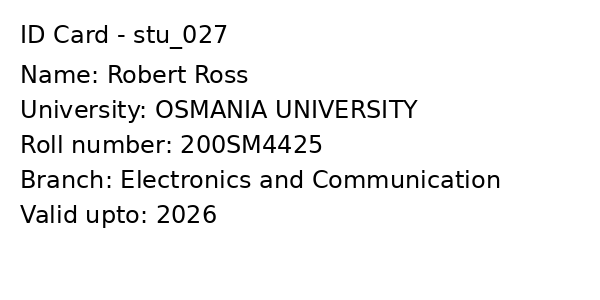 ID Card - stu_027
Name: Robert Ross
University: OSMANIA UNIVERSITY
Roll number: 200SM4425
Branch: Electronics and Communication
Valid upto: 2026